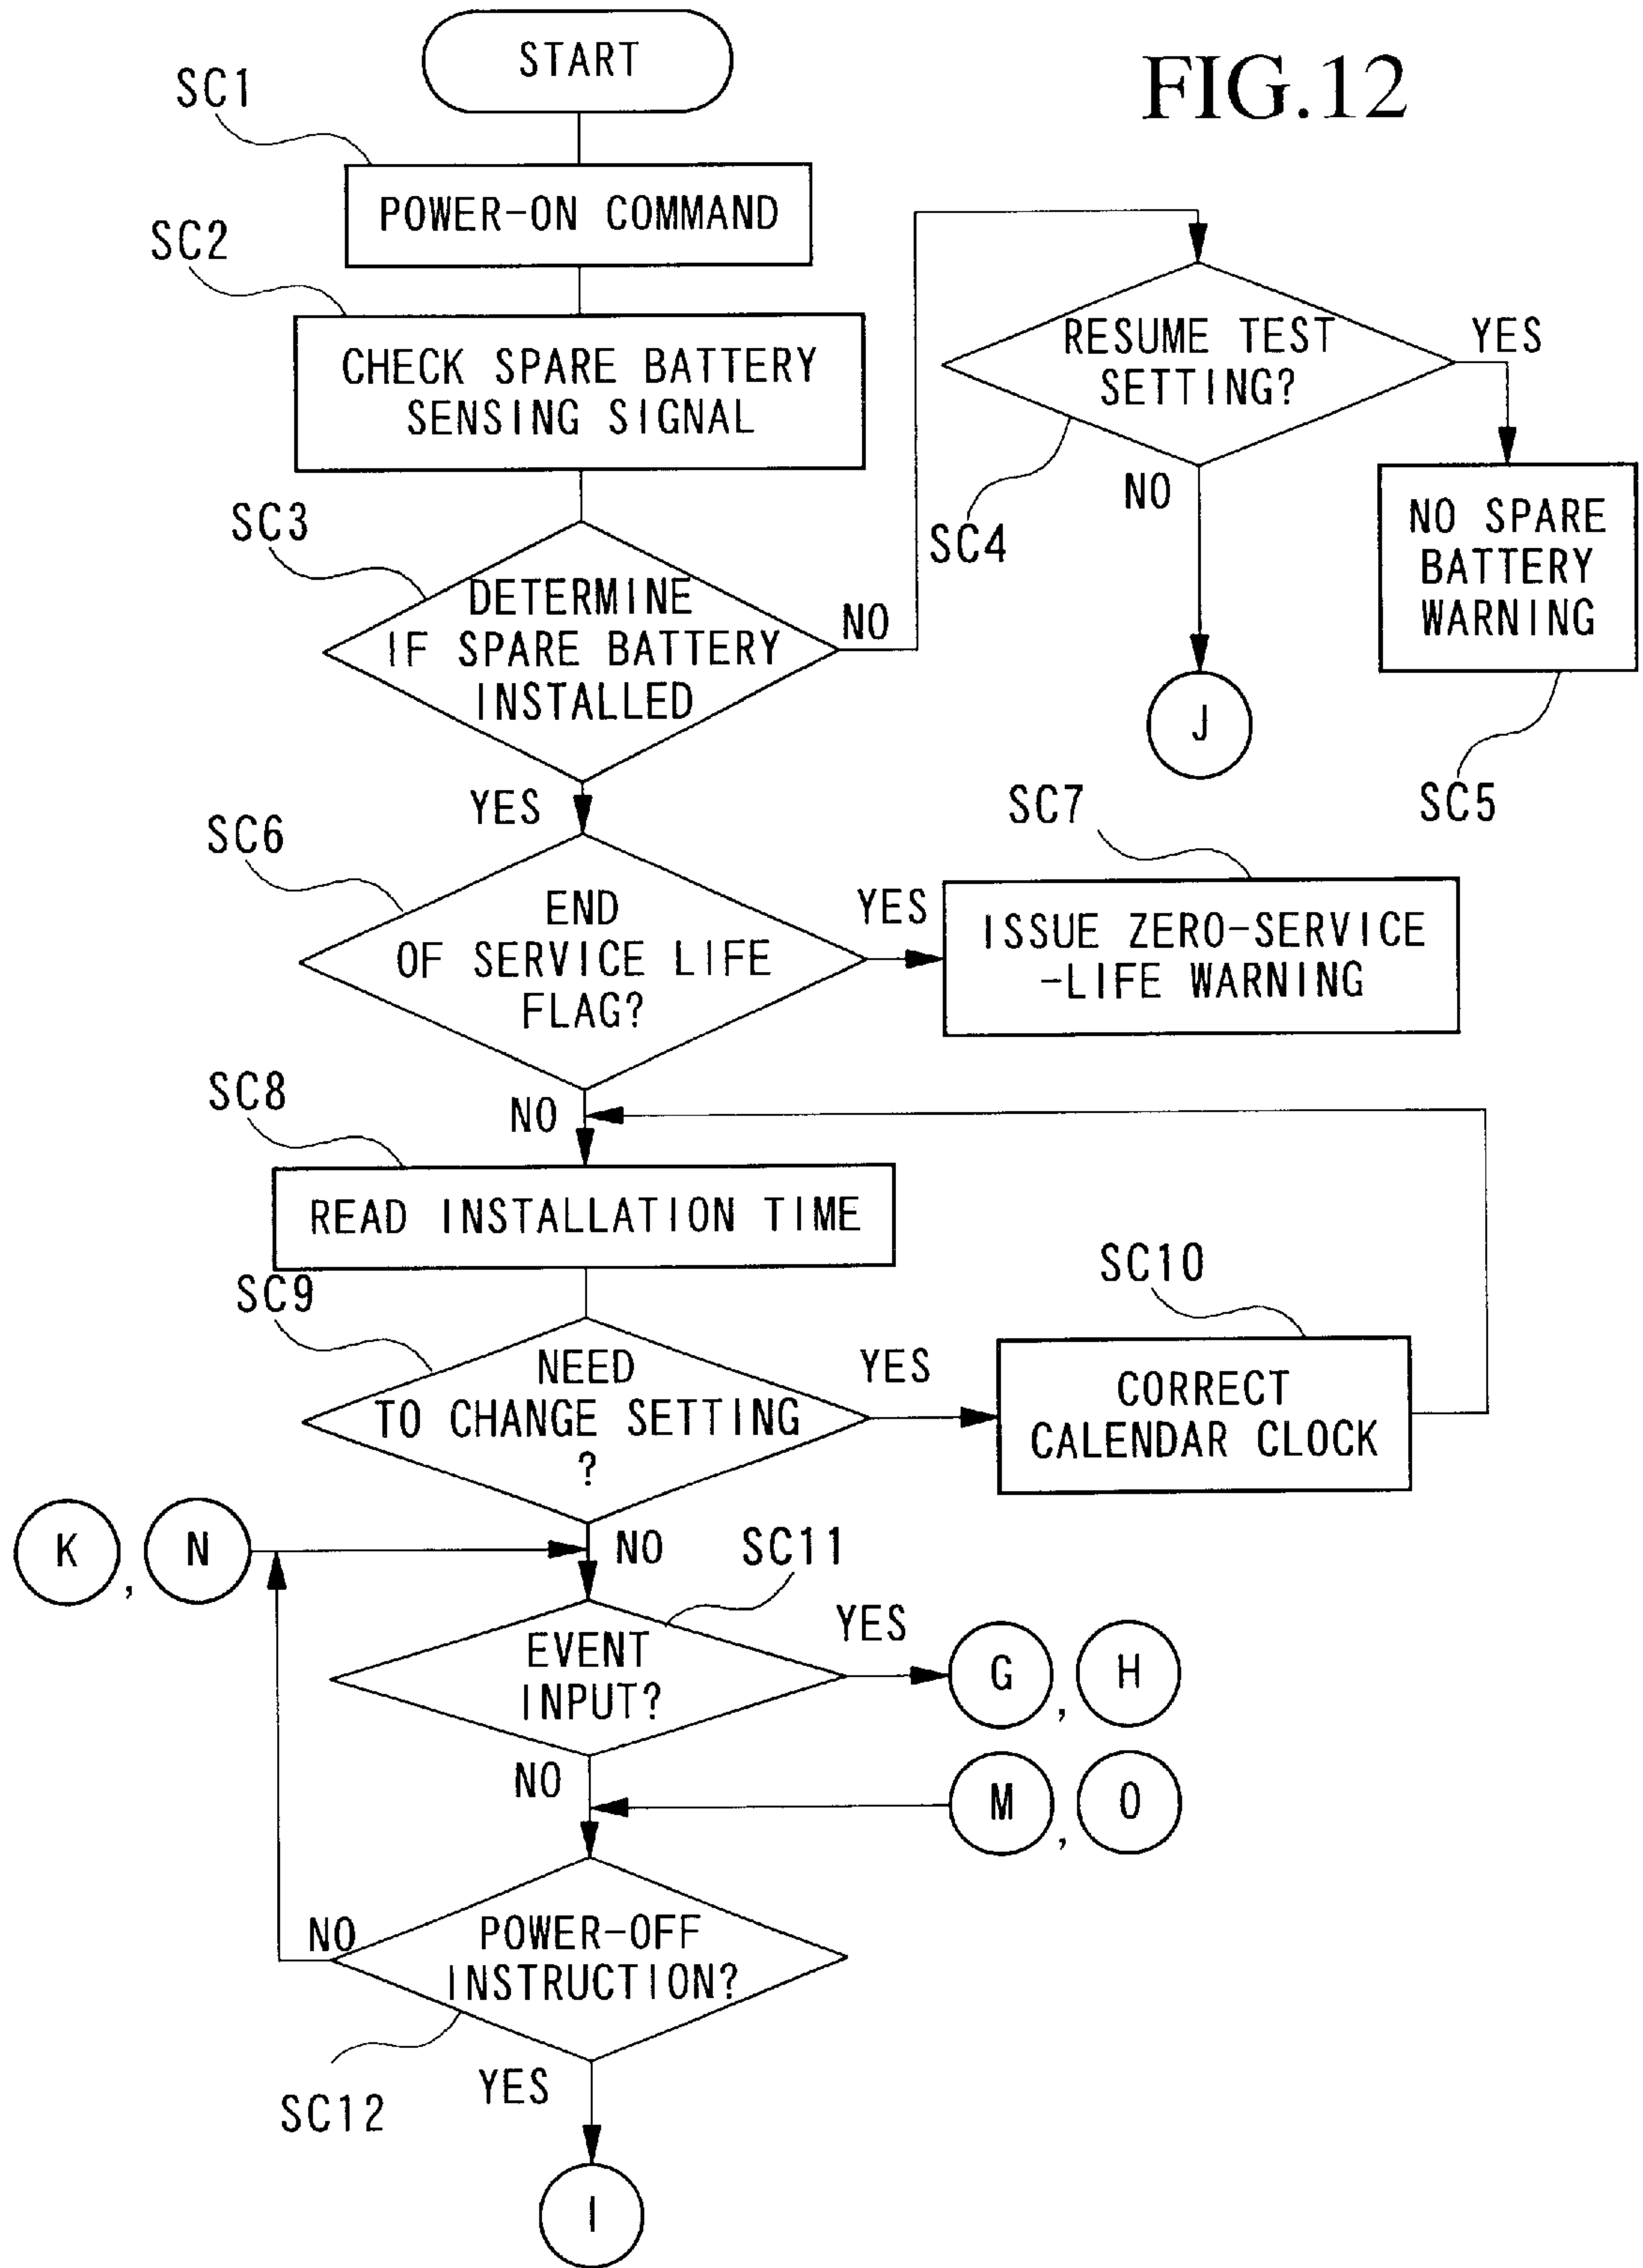 FIG.12
START
SC1
POWER-ON COMMAND
SC2
CHECK SPARE BATTERY
SENSING SIGNAL
SC3
DETERMINE
IF SPARE BATTERY
INSTALLED
NO
RESUME TEST
SETTING?
YES
NO
SC4
NO SPARE
BATTERY
WARNING
J
SC5
YES
SC6
END
OF SERVICE LIFE
FLAG?
YES
SC7
ISSUE ZERO-SERVICE
-LIFE WARNING
NO
SC8
READ INSTALLATION TIME
SC9
NEED
TO CHANGE SETTING
?
YES
SC10
CORRECT
CALENDAR CLOCK
K, N
NO
SC11
EVENT
INPUT?
YES
G, H
NO
M, O
POWER-OFF
INSTRUCTION?
NO
SC12
YES
I